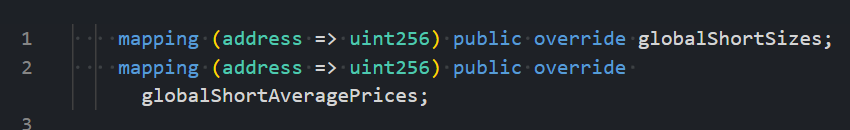 1 mapping (address => uint256) public override globalShortSizes;
2 mapping (address => uint256) public override
globalShortAveragePrices;
3